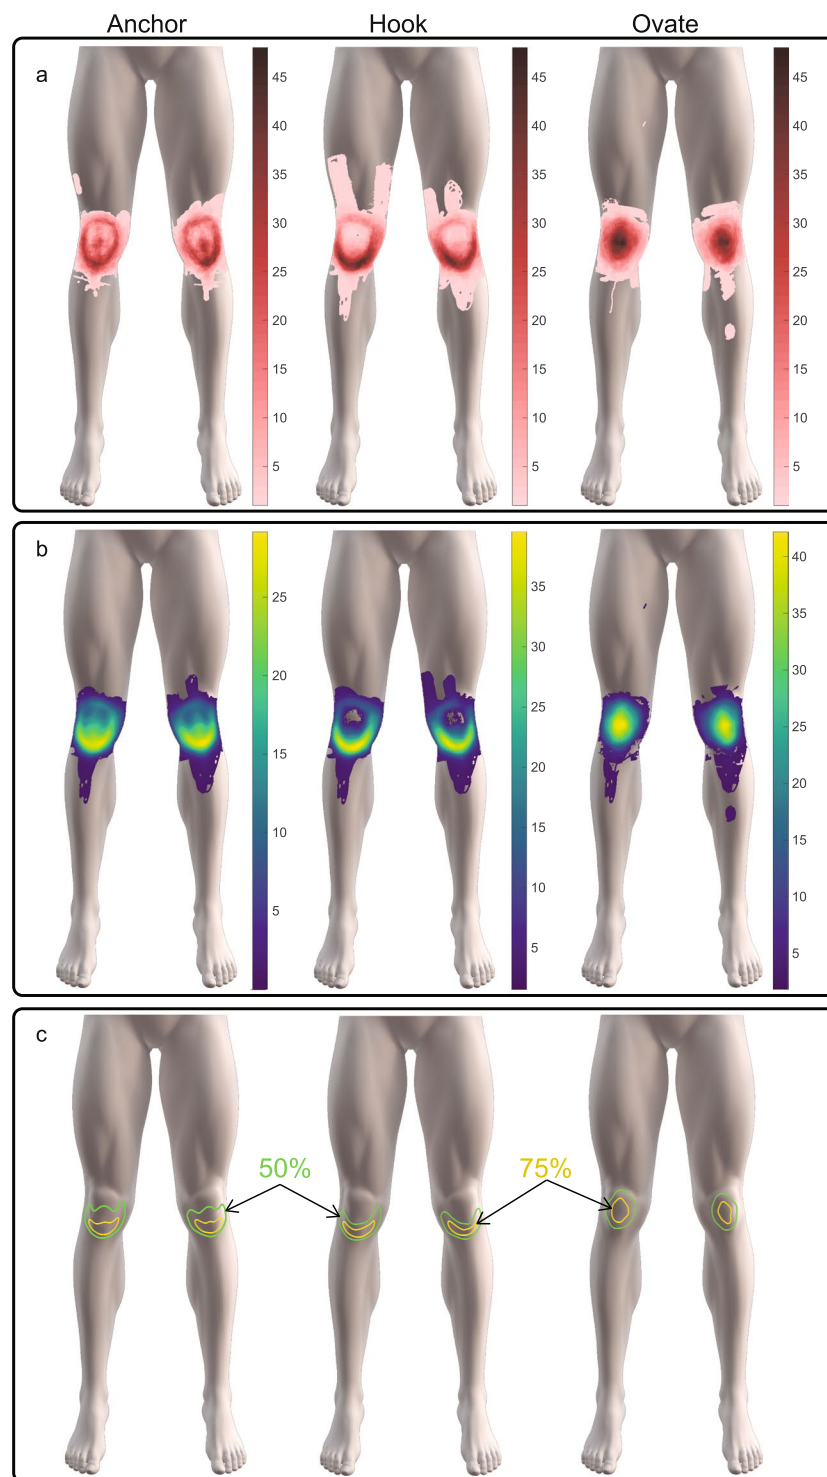 Anchor Hook Ovate
a
45 45 45
40 40 40
35 35 35
30 30 30
25 25 25
20 20 20
15 15 15
10 10 10
5 5 5
b
25 20 15 10 5
35 30 25 20 15 10 5
40 35 30 25 20 15 10 5
c
50% 75%